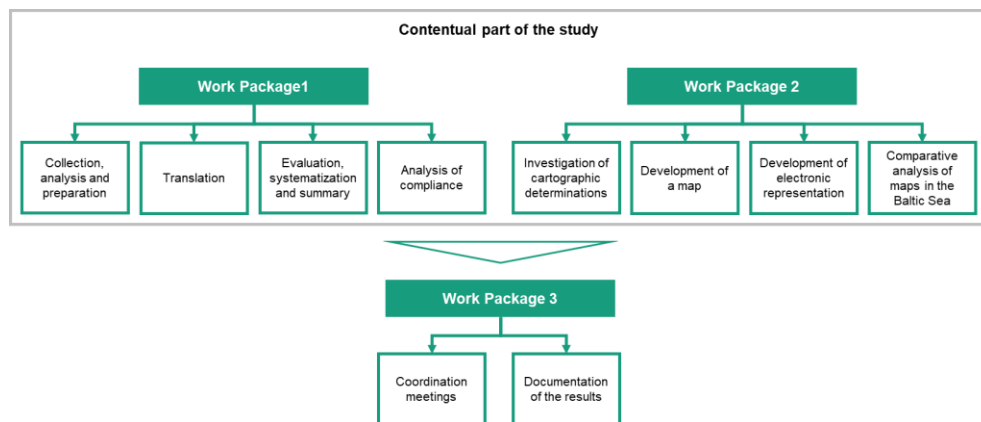 Contentual part of the study
Work Package1
Work Package 2
Collection,
analysis and
preparation
Translation
Evaluation,
systematization
and summary
Analysis of
compliance
Investigation of
cartographic
determinations
Development of
a map
Development of
electronic
representation
Comparative
analysis of
maps in the
Baltic Sea
Work Package 3
Coordination
meetings
Documentation
of the results